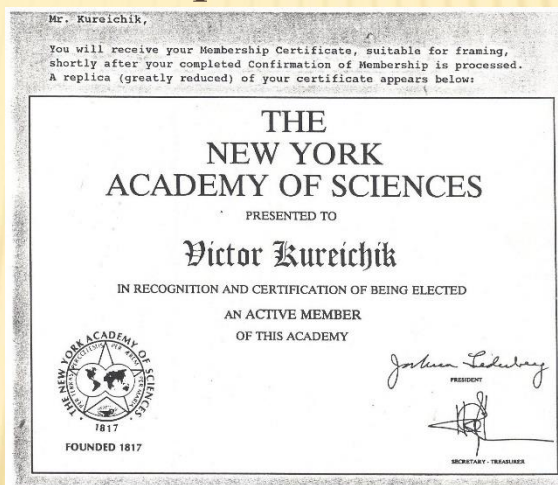 Mr. Kureichik,
You will receive your Membership Certificate, suitable for framing,
shortly after your completed Confirmation of Membership is processed.
A replica (greatly reduced) of your certificate appears below:
THE
NEW YORK
ACADEMY OF SCIENCES
PRESENTED TO
Victor Kureichik
IN RECOGNITION AND CERTIFICATION OF BEING ELECTED
AN ACTIVE MEMBER
OF THIS ACADEMY
THE NEW YORK ACADEMY OF SCIENCES
1817
FOUNDED 1817
Joshua Lederberg
PRESIDENT
SECRETARY - TREASURER